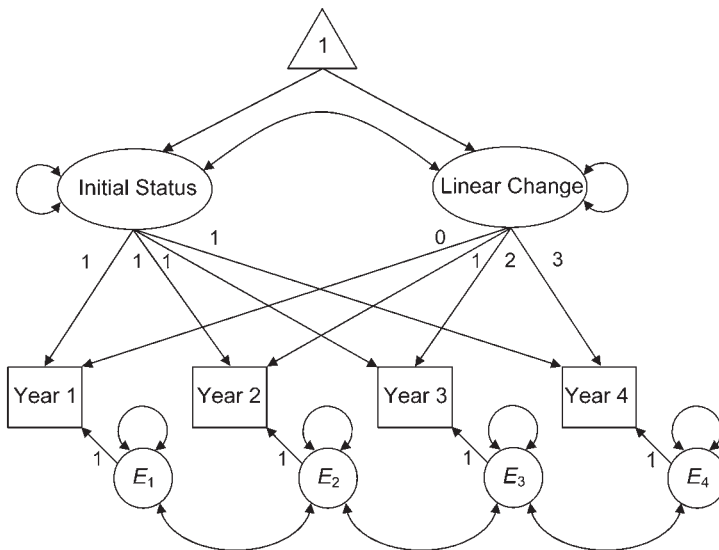 1
Initial Status
Linear Change
1 1 1 1 0 1 2 3
Year 1
Year 2
Year 3
Year 4
1 E₁
1 E₂
1 E₃
1 E₄